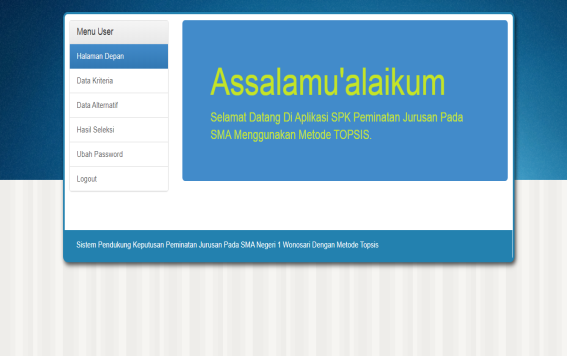 Menu User
Halaman Depan
Data Kriteria
Data Alternatif
Hasil Seleksi
Ubah Password
Logout
Assalamu'alaikum
Selamat Datang Di Aplikasi SPK Peminatan Jurusan Pada
SMA Menggunakan Metode TOPSIS.
Sistem Pendukung Keputusan Peminatan Jurusan Pada SMA Negeri 1 Wonosari Dengan Metode Topsis